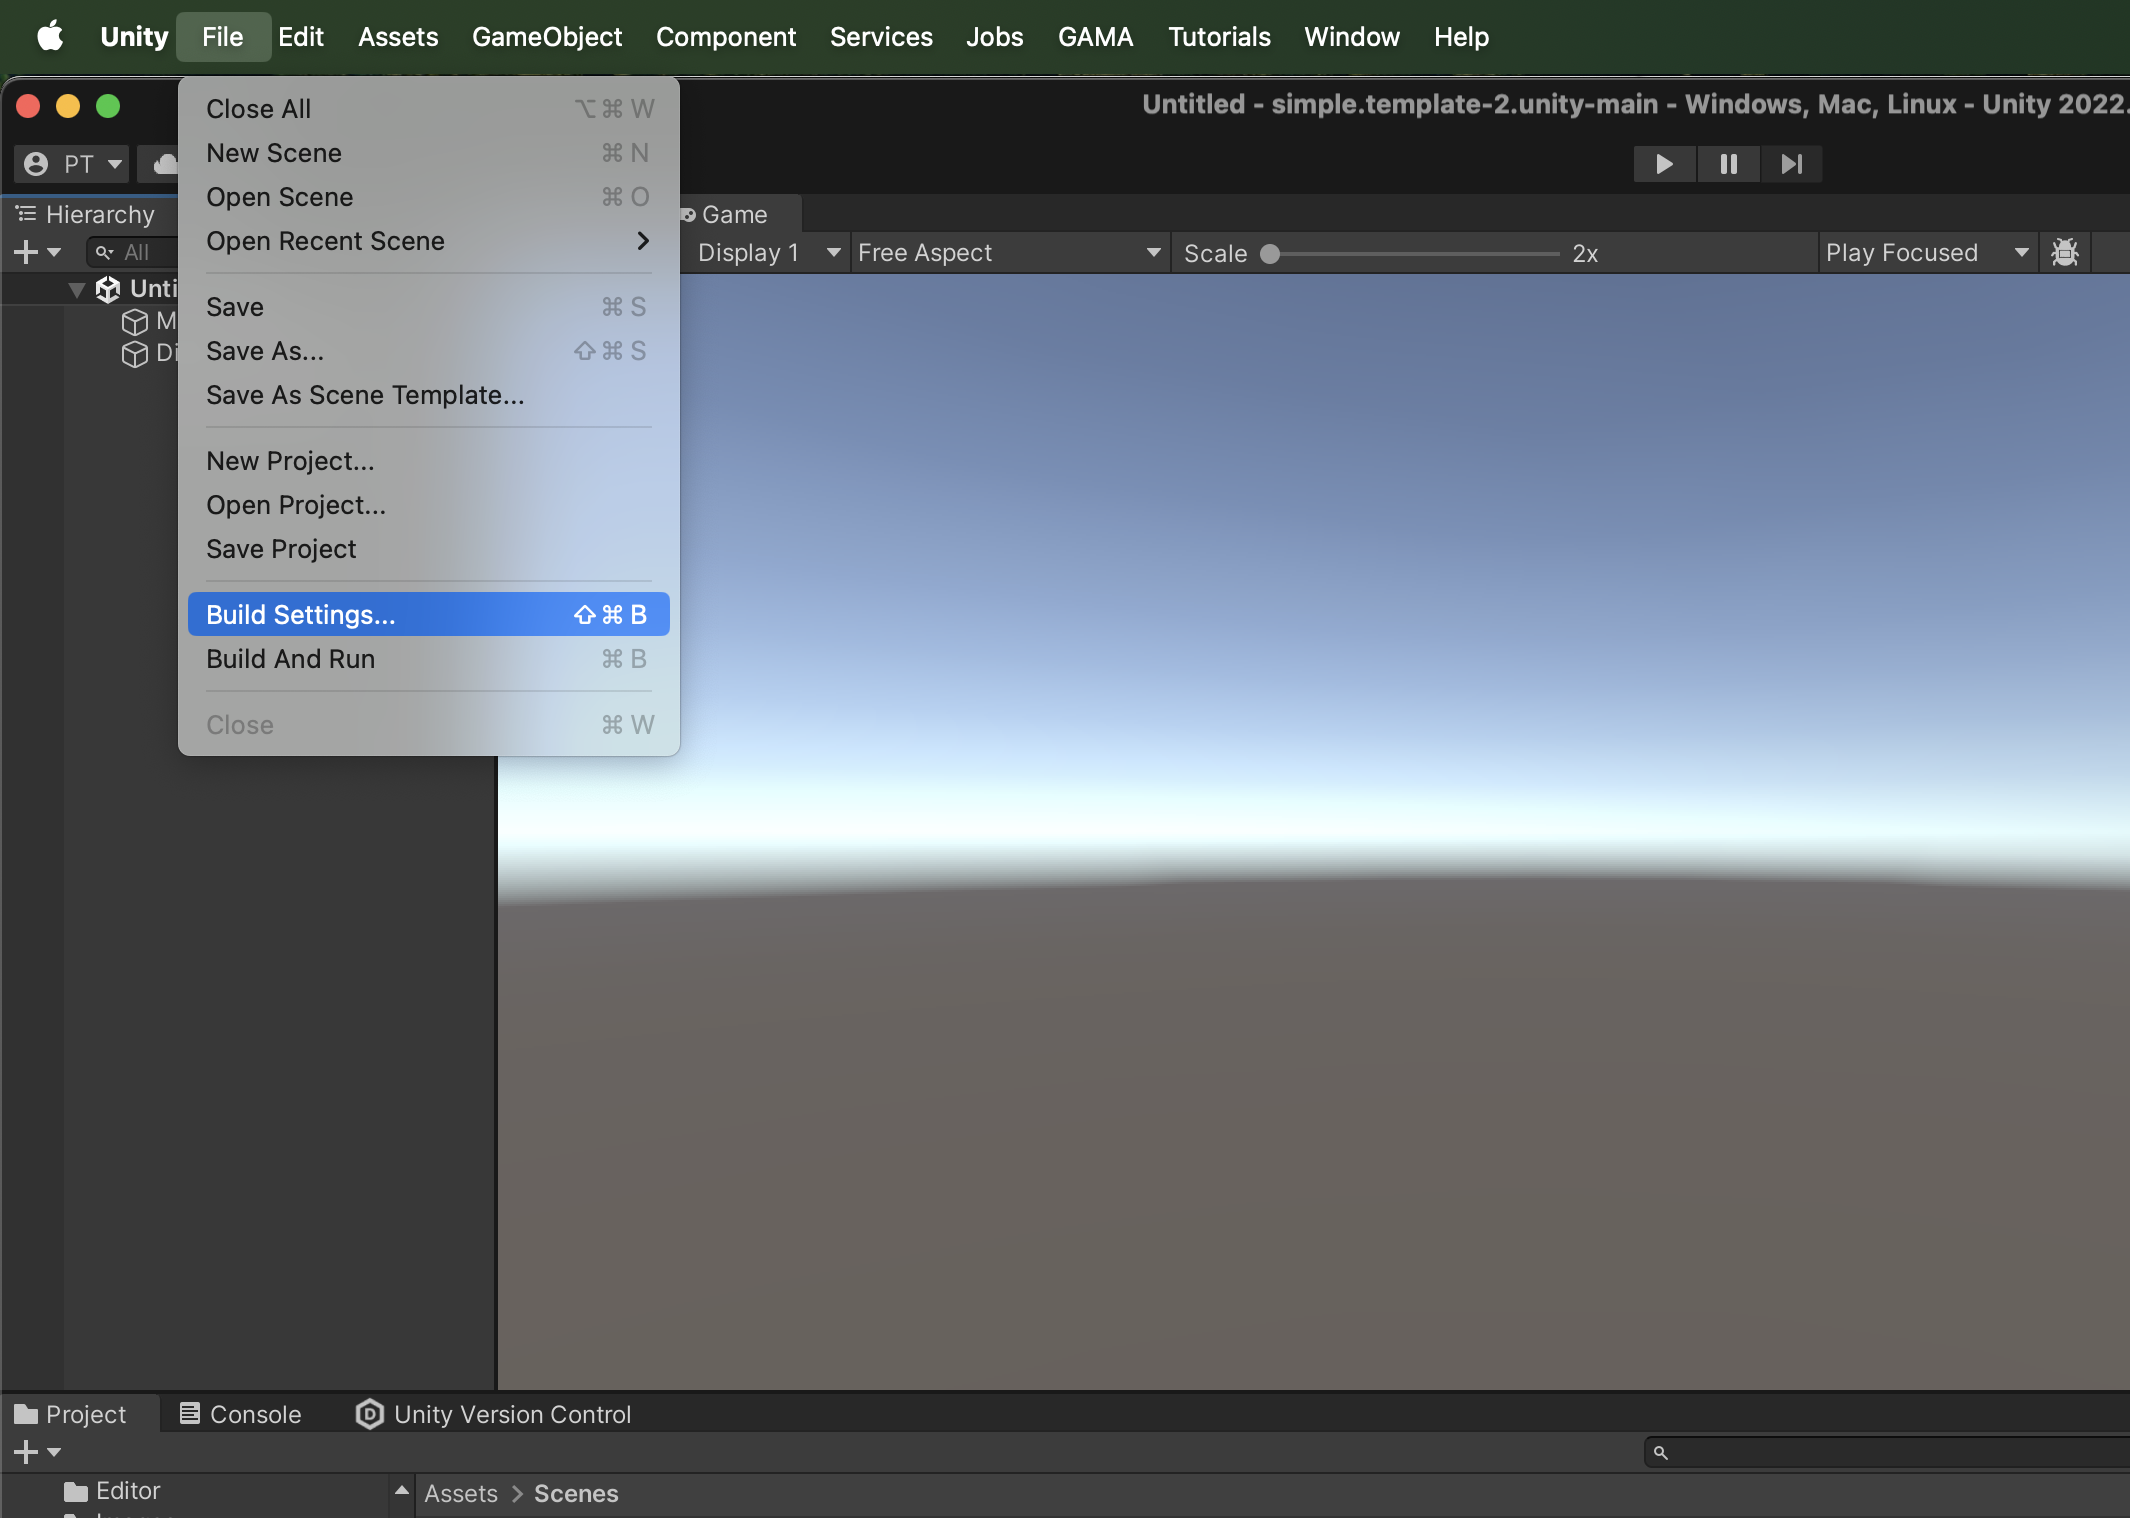 Unity File Edit Assets GameObject Component Services Jobs GAMA Tutorials Window Help
Untitled - simple.template-2.unity-main - Windows, Mac, Linux - Unity 2022.
PT
Close All ⌥⌘W
New Scene ⌘N
Open Scene ⌘O
Open Recent Scene
Save ⌘S
Save As... ⇧⌘S
Save As Scene Template...
New Project...
Open Project...
Save Project
Build Settings... ⇧⌘B
Build And Run ⌘B
Close ⌘W
Hierarchy
All
Unti
M
Di
Game
Display 1 Free Aspect Scale 2x Play Focused
Project Console Unity Version Control
Editor
Assets > Scenes